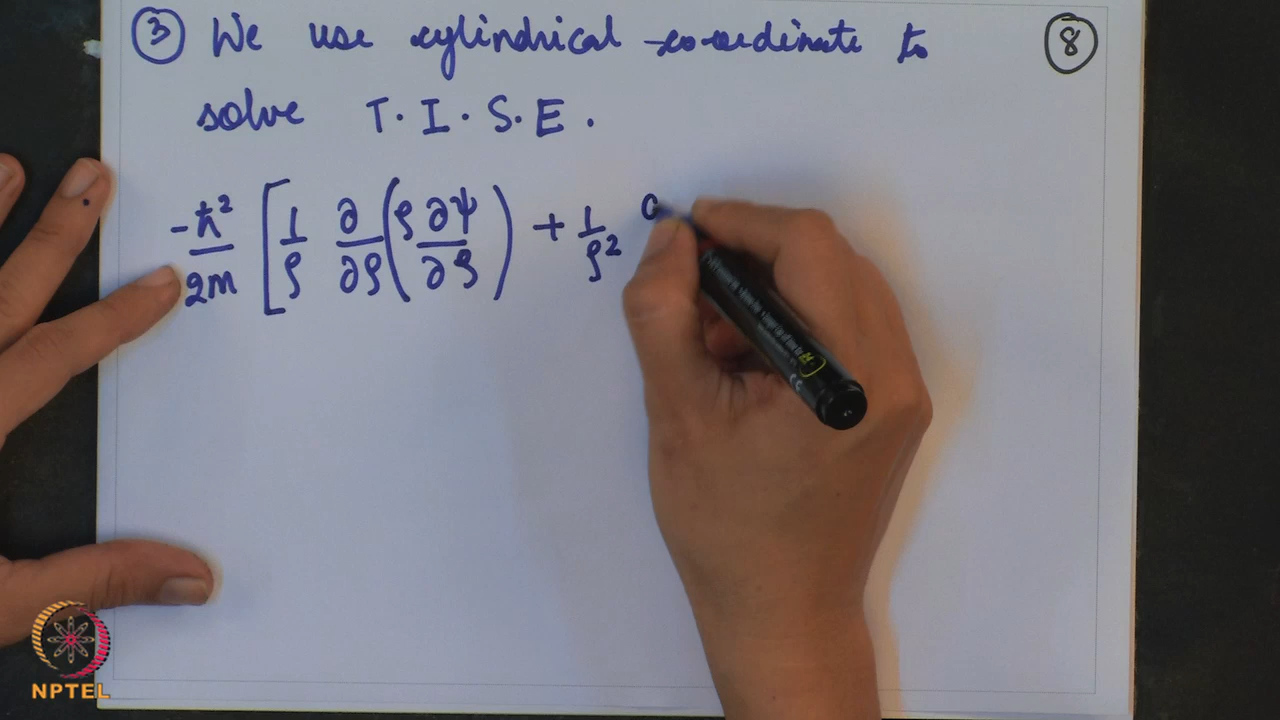 ③ We use cylindrical co-ordinate to ⑧
solve T.I.S.E.
-ħ²/2m [ 1/ρ ∂/∂ρ ( ρ ∂ψ/∂ρ ) + 1/ρ²
NPTEL